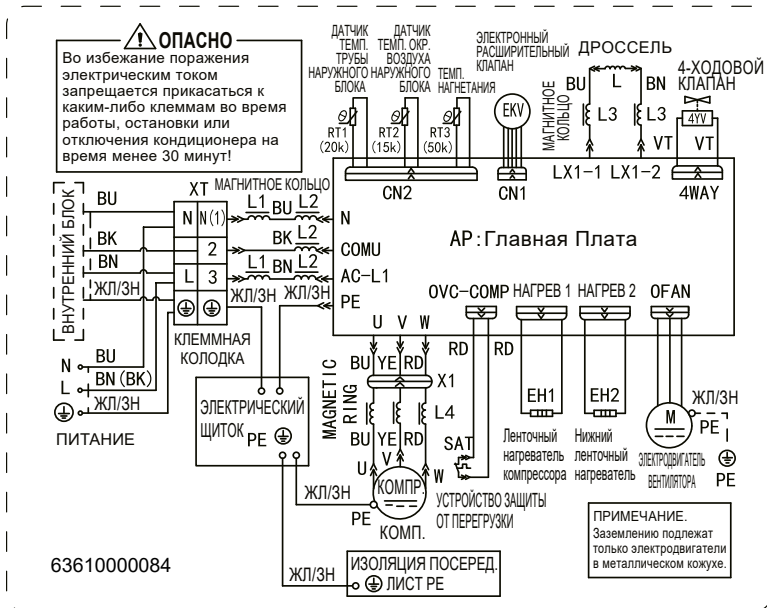 ОПАСНО
Во избежание поражения
электрическим током
запрещается прикасаться к
каким-либо клеммам во время
работы, остановки или
отключения кондиционера на
время менее 30 минут!
ДАТЧИК
ТЕМП.
ТРУБЫ
НАРУЖНОГО
БЛОКА
ДАТЧИК
ТЕМП. ОКР.
ВОЗДУХА
НАРУЖНОГО
БЛОКА
ТЕМП.
НАГНЕТАНИЯ
ЭЛЕКТРОННЫЙ
РАСШИРИТЕЛЬНЫЙ
КЛАПАН
ДРОССЕЛЬ
4-ХОДОВОЙ
КЛАПАН
BU
L
BN
МАГНИТНОЕ
КОЛЬЦО
L3
L3
4YV
EKV
θ
RT1
(20k)
θ
RT2
(15k)
θ
RT3
(50k)
VT
VT
VT
CN2
CN1
LX1-1
LX1-2
4WAY
AP:Главная Плата
ВНУТРЕННИЙ БЛОК
XT
МАГНИТНОЕ КОЛЬЦО
BU
N
N(1)
L1
BU
L2
N
BK
2
BK
L2
COMU
BN
L
3
L1
BN
L2
AC-L1
ЖЛ/ЗН
ЖЛ/ЗН
ЖЛ/ЗН
PE
КЛЕММНАЯ
КОЛОДКА
N
BU
L
BN(BK)
ЖЛ/ЗН
ПИТАНИЕ
OVC-COMP
НАГРЕВ 1
НАГРЕВ 2
OFAN
U
V
W
BU
YE
RD
RD
RD
X1
MAGNETIC
RING
L4
BU
YE
RD
ЭЛЕКТРИЧЕСКИЙ
ЩИТОК PE
U
V
W
КОМПР.
PE
КОМП.
ЖЛ/ЗН
SAT
УСТРОЙСТВО ЗАЩИТЫ
ОТ ПЕРЕГРУЗКИ
EH1
Ленточный
нагреватель
компрессора
EH2
Нижний
ленточный
нагреватель
M
ЭЛЕКТРОДВИГАТЕЛЬ
ВЕНТИЛЯТОРА
ЖЛ/ЗН
PE
PE
ПРИМЕЧАНИЕ.
Заземлению подлежат
только электродвигатели
в металлическом кожухе.
63610000084
ЖЛ/ЗН
ИЗОЛЯЦИЯ ПОСЕРЕД.
ЛИСТ PE